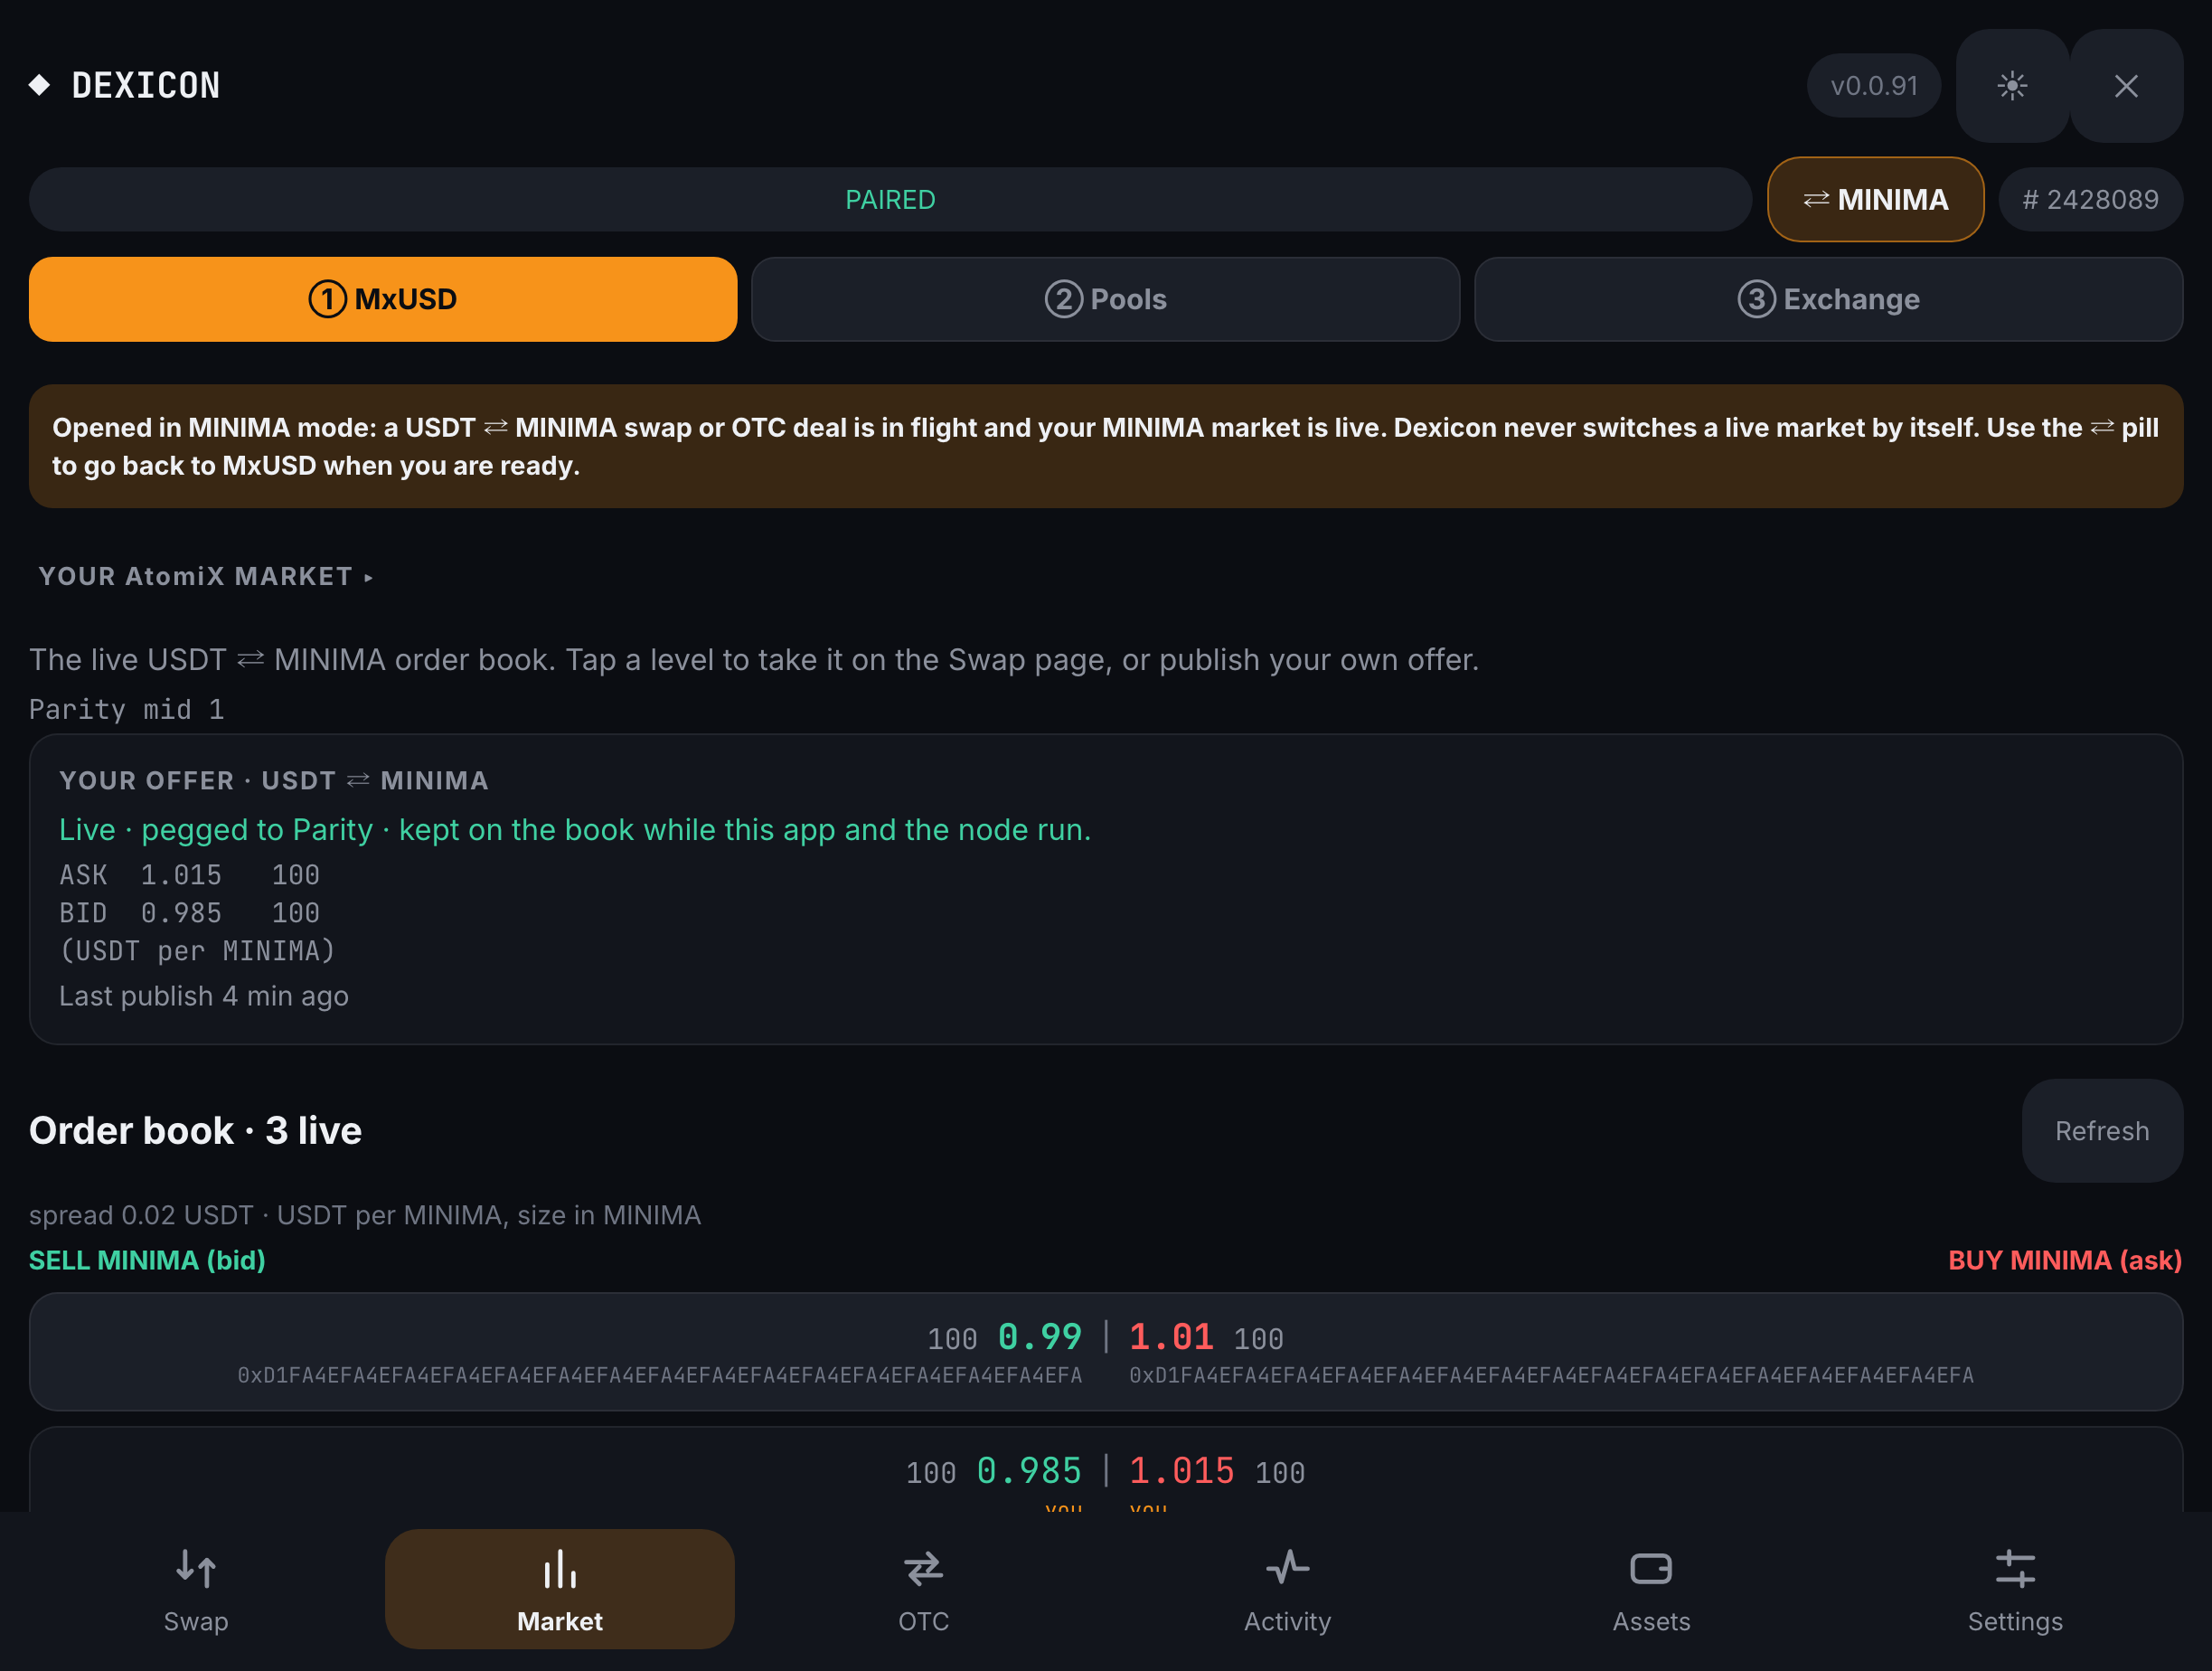 ◆ DEXICON
v0.0.91
PAIRED
⇄ MINIMA
# 2428089
① MxUSD
② Pools
③ Exchange
Opened in MINIMA mode: a USDT ⇄ MINIMA swap or OTC deal is in flight and your MINIMA market is live. Dexicon never switches a live market by itself. Use the ⇄ pill
to go back to MxUSD when you are ready.
YOUR AtomiX MARKET ▸
The live USDT ⇄ MINIMA order book. Tap a level to take it on the Swap page, or publish your own offer.
Parity mid 1
YOUR OFFER · USDT ⇄ MINIMA
Live · pegged to Parity · kept on the book while this app and the node run.
ASK 1.015 100
BID 0.985 100
(USDT per MINIMA)
Last publish 4 min ago
Order book · 3 live
Refresh
spread 0.02 USDT · USDT per MINIMA, size in MINIMA
SELL MINIMA (bid)
BUY MINIMA (ask)
100 0.99 | 1.01 100
0xD1FA4EFA4EFA4EFA4EFA4EFA4EFA4EFA4EFA4EFA4EFA4EFA4EFA4EFA4EFA4EFA 0xD1FA4EFA4EFA4EFA4EFA4EFA4EFA4EFA4EFA4EFA4EFA4EFA4EFA4EFA4EFA4EFA
100 0.985 | 1.015 100
you you
Swap
Market
OTC
Activity
Assets
Settings